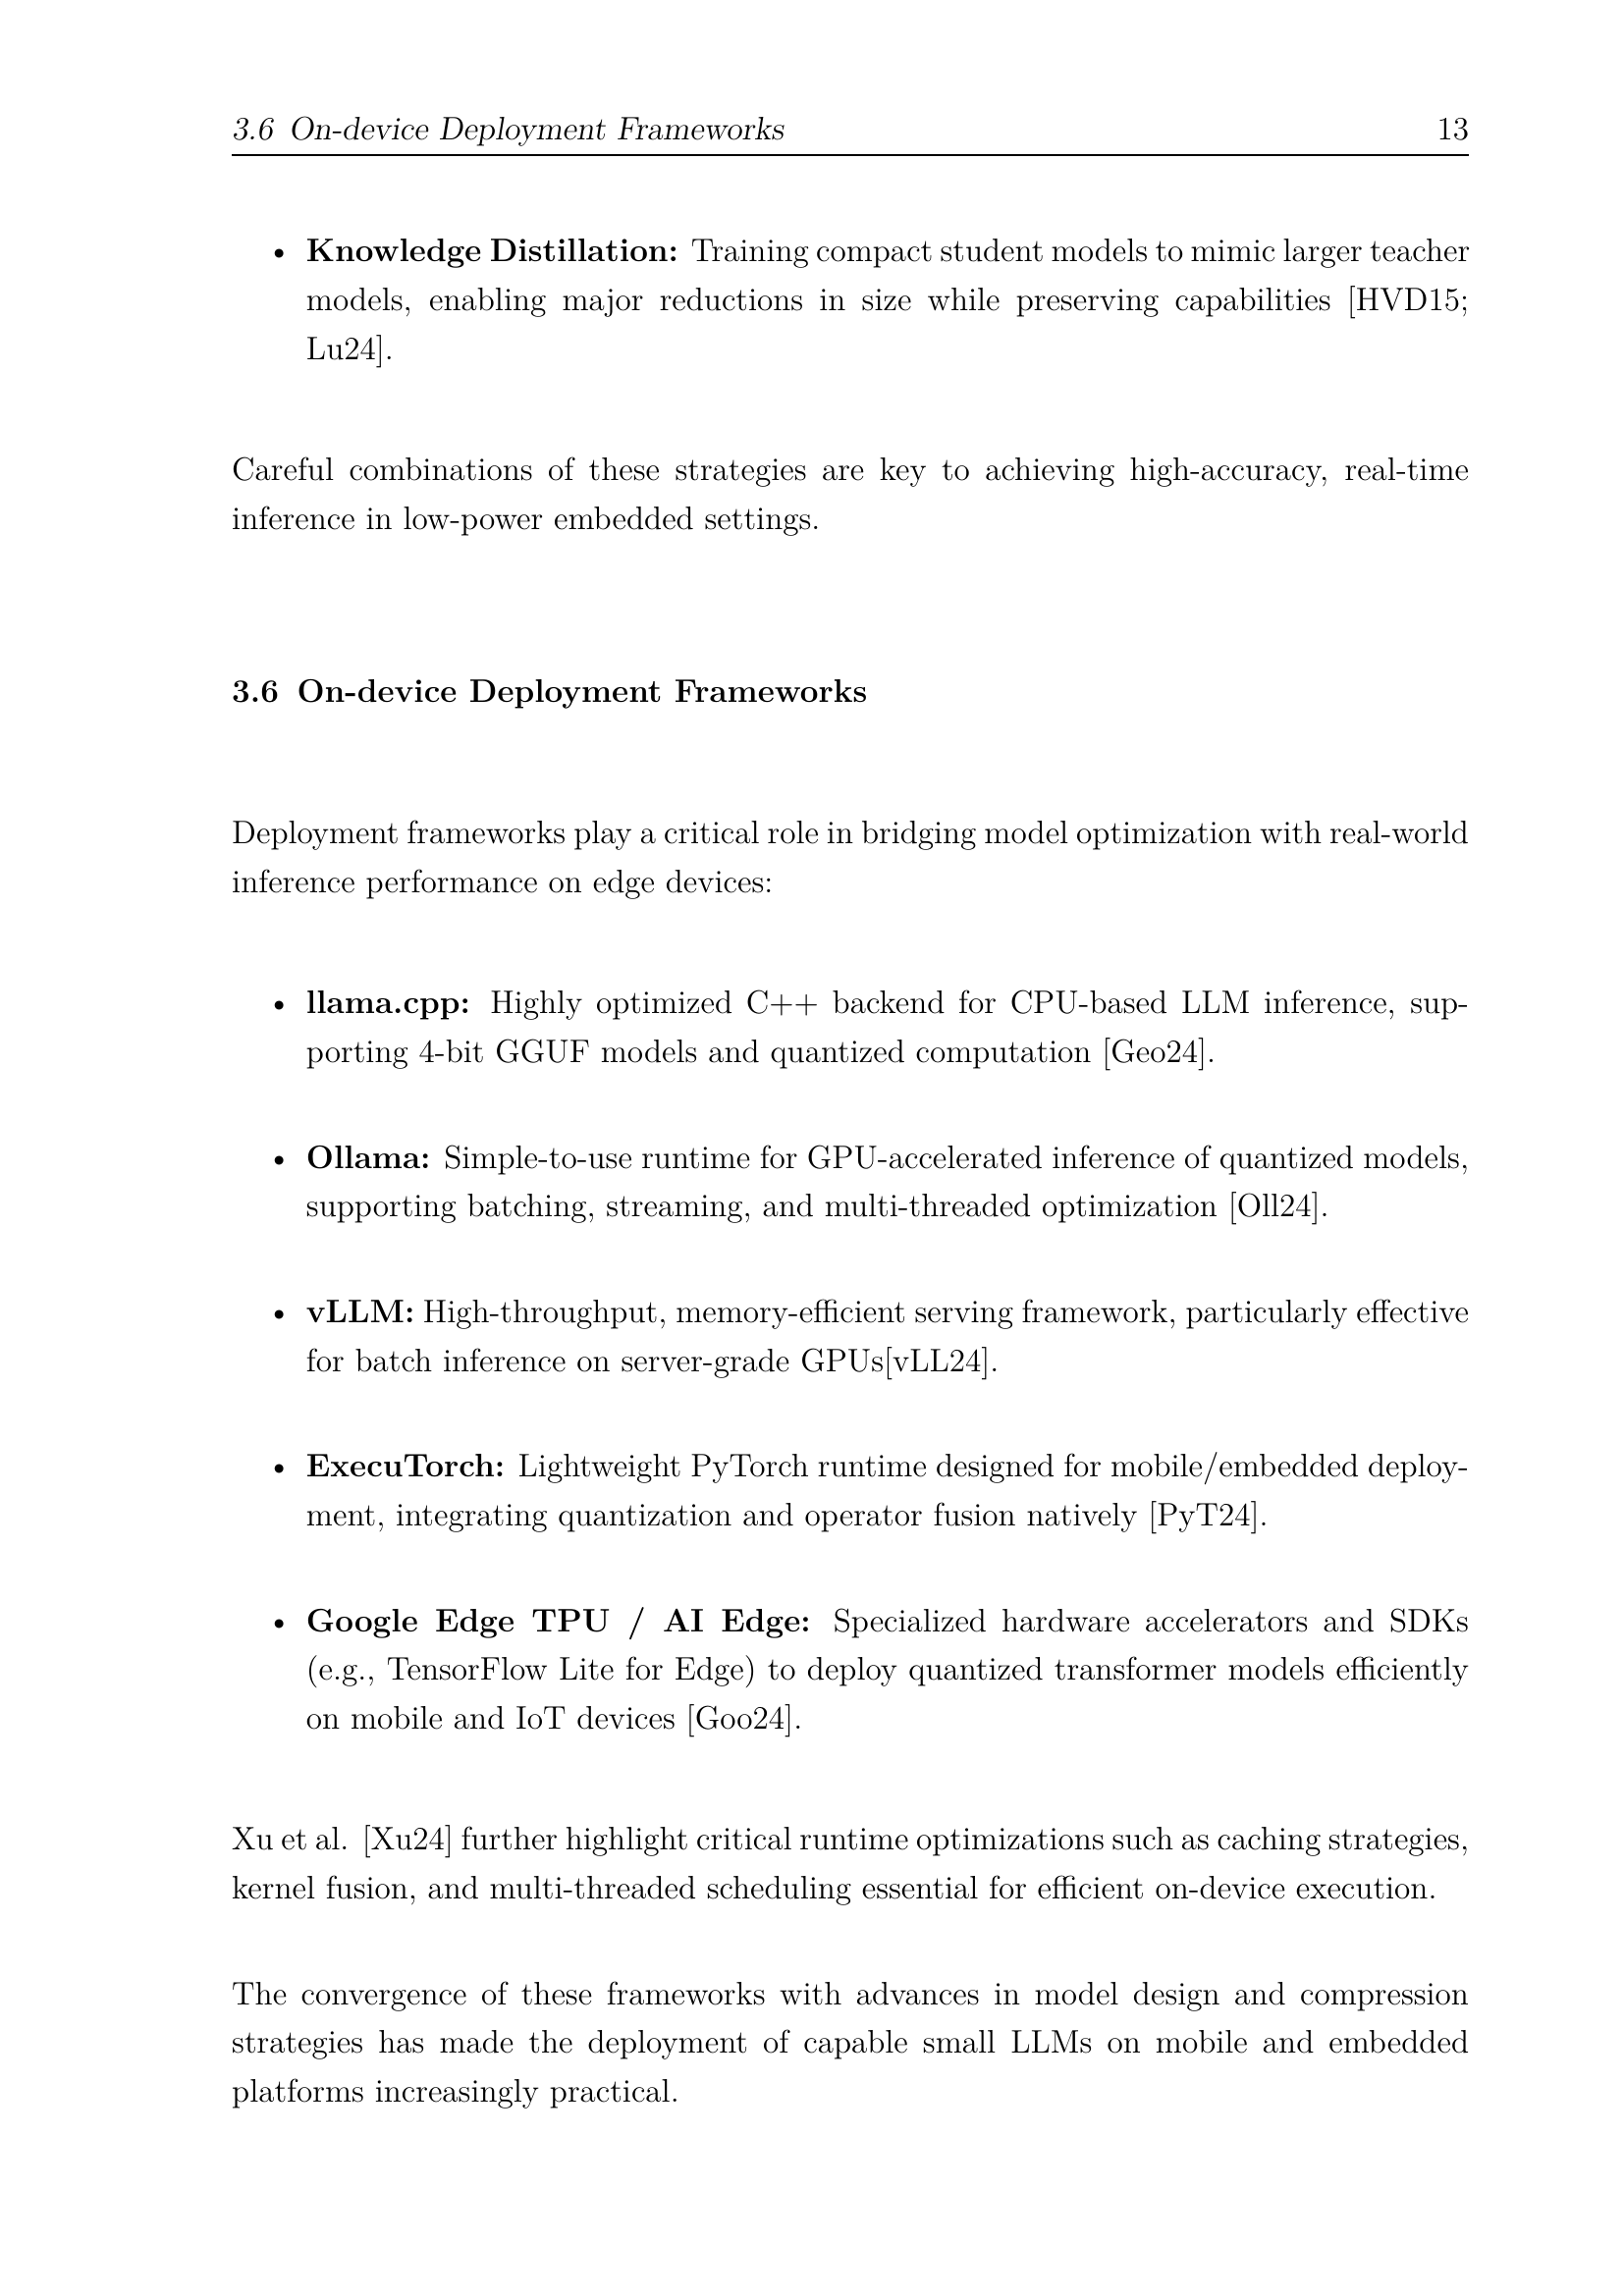 3.6 On-device Deployment Frameworks 13
• Knowledge Distillation: Training compact student models to mimic larger teacher
models, enabling major reductions in size while preserving capabilities [HVD15;
Lu24].
Careful combinations of these strategies are key to achieving high-accuracy, real-time
inference in low-power embedded settings.
3.6 On-device Deployment Frameworks
Deployment frameworks play a critical role in bridging model optimization with real-world
inference performance on edge devices:
• llama.cpp: Highly optimized C++ backend for CPU-based LLM inference, sup-
porting 4-bit GGUF models and quantized computation [Geo24].
• Ollama: Simple-to-use runtime for GPU-accelerated inference of quantized models,
supporting batching, streaming, and multi-threaded optimization [Oll24].
• vLLM: High-throughput, memory-efficient serving framework, particularly effective
for batch inference on server-grade GPUs[vLL24].
• ExecuTorch: Lightweight PyTorch runtime designed for mobile/embedded deploy-
ment, integrating quantization and operator fusion natively [PyT24].
• Google Edge TPU / AI Edge: Specialized hardware accelerators and SDKs
(e.g., TensorFlow Lite for Edge) to deploy quantized transformer models efficiently
on mobile and IoT devices [Goo24].
Xu et al. [Xu24] further highlight critical runtime optimizations such as caching strategies,
kernel fusion, and multi-threaded scheduling essential for efficient on-device execution.
The convergence of these frameworks with advances in model design and compression
strategies has made the deployment of capable small LLMs on mobile and embedded
platforms increasingly practical.